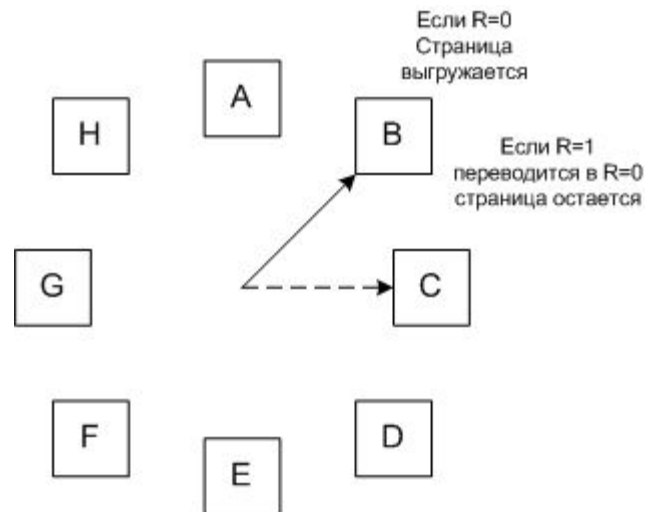 Если R=0
Страница
выгружается
A
H
B
Если R=1
переводится в R=0
страница остается
G
C
F
D
E